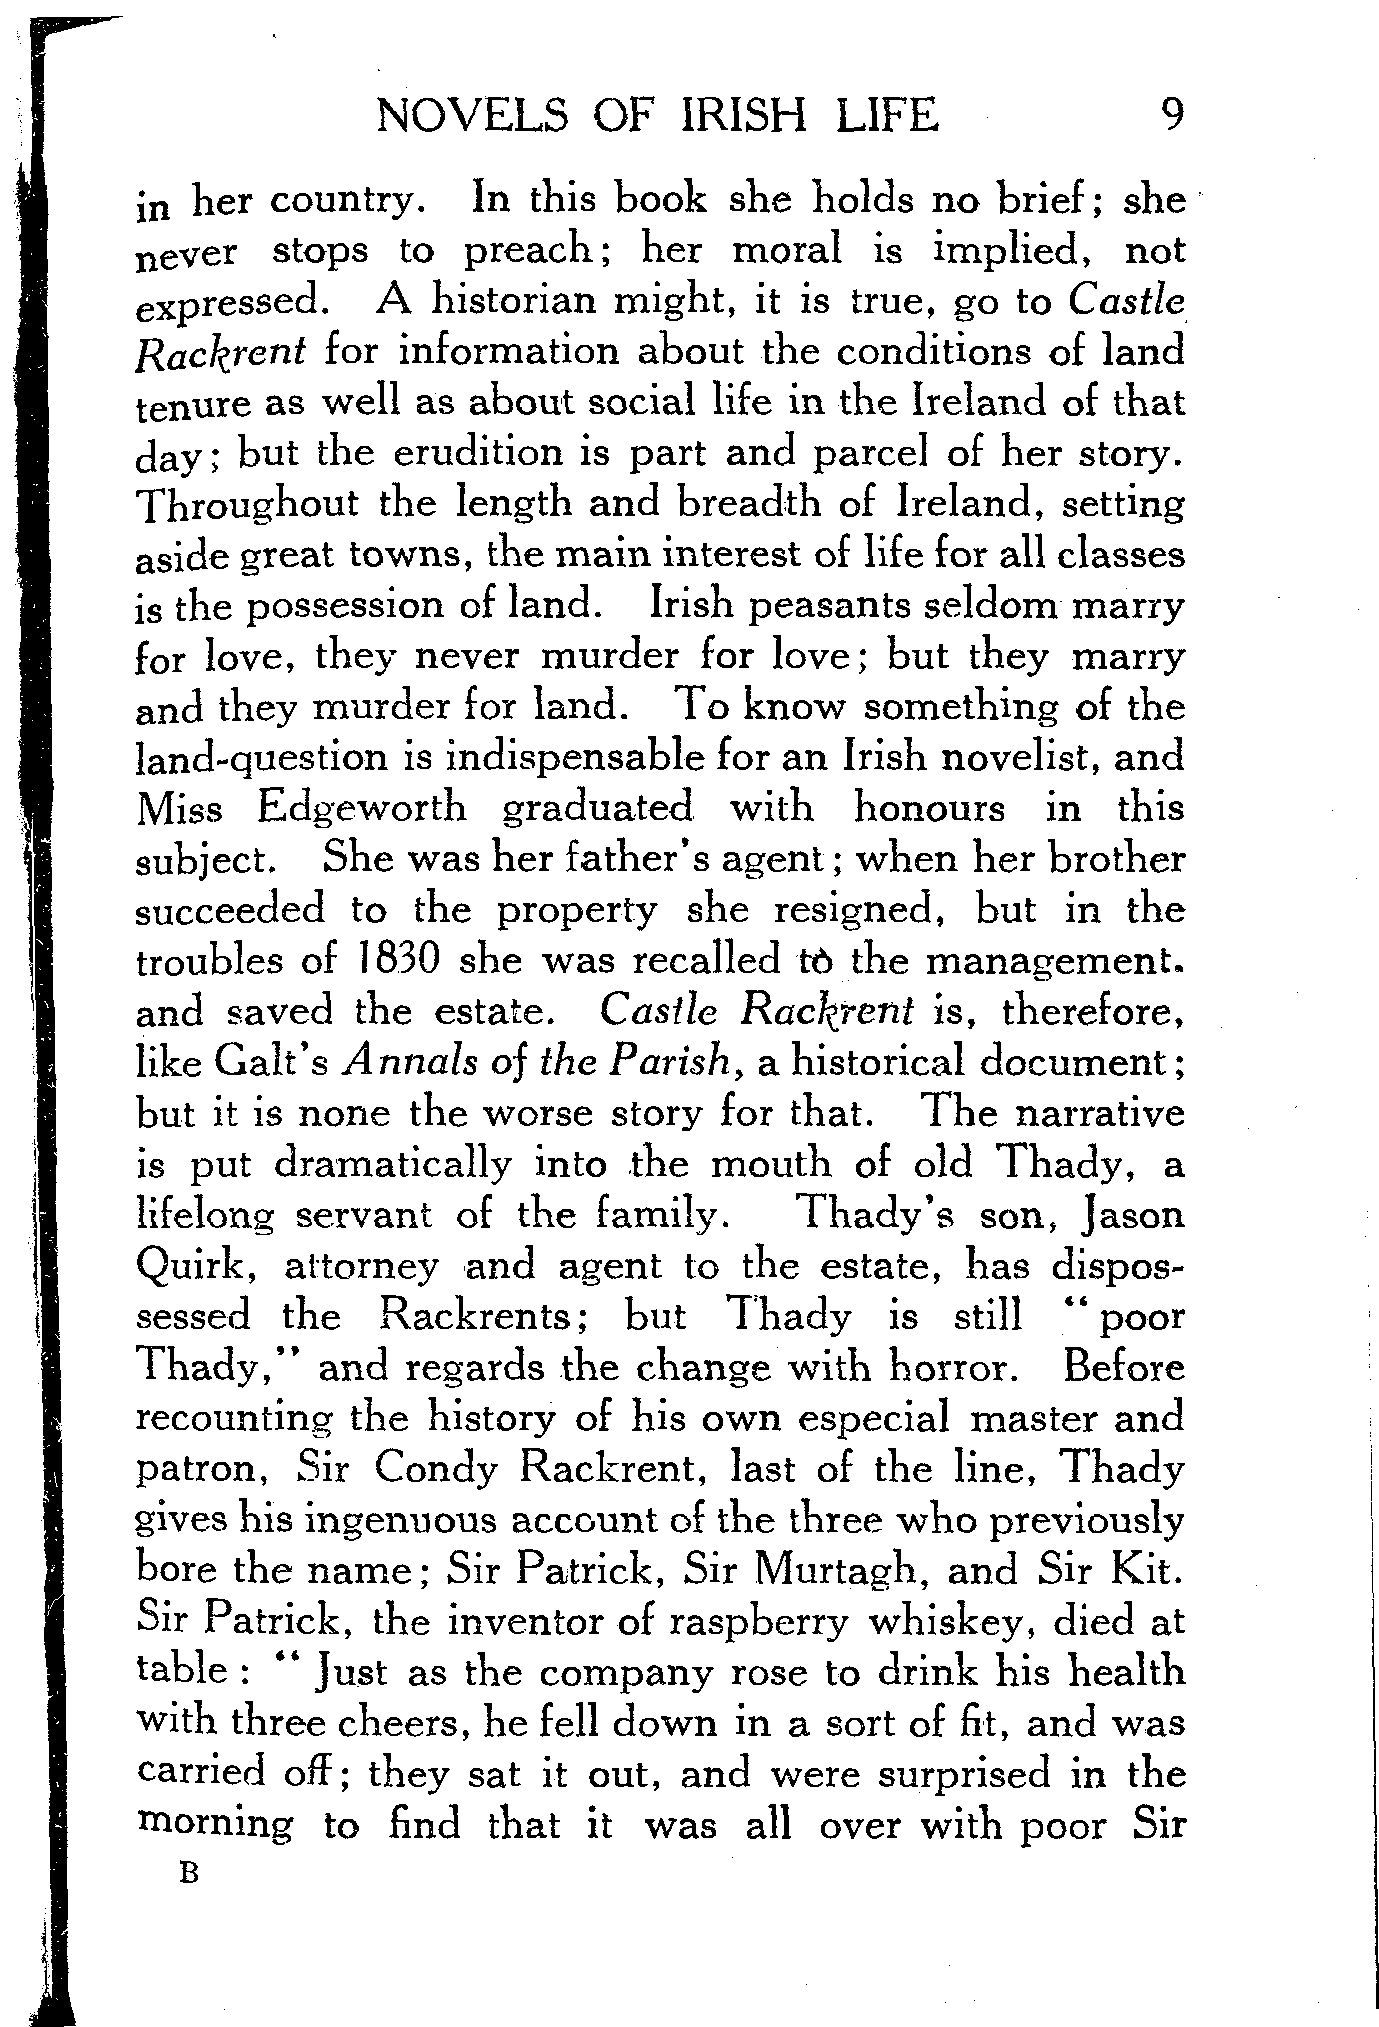 NOVELS OF IRISH LIFE 9
in her country. In this book she holds no brief; she
never stops to preach; her moral is implied, not
expressed. A historian might, it is true, go to Castle
Rackrent for information about the conditions of land
tenure as well as about social life in the Ireland of that
day; but the erudition is part and parcel of her story.
Throughout the length and breadth of Ireland, setting
aside great towns, the main interest of life for all classes
is the possession of land. Irish peasants seldom marry
for love, they never murder for love; but they marry
and they murder for land. To know something of the
land-question is indispensable for an Irish novelist, and
Miss Edgeworth graduated with honours in this
subject. She was her father's agent; when her brother
succeeded to the property she resigned, but in the
troubles of 1830 she was recalled to the management.
and saved the estate. Castle Rackrent is, therefore,
like Galt's Annals of the Parish, a historical document;
but it is none the worse story for that. The narrative
is put dramatically into the mouth of old Thady, a
lifelong servant of the family. Thady's son, Jason
Quirk, attorney and agent to the estate, has dispos-
sessed the Rackrents; but Thady is still "poor
Thady," and regards the change with horror. Before
recounting the history of his own especial master and
patron, Sir Condy Rackrent, last of the line, Thady
gives his ingenuous account of the three who previously
bore the name; Sir Patrick, Sir Murtagh, and Sir Kit.
Sir Patrick, the inventor of raspberry whiskey, died at
table: "Just as the company rose to drink his health
with three cheers, he fell down in a sort of fit, and was
carried off; they sat it out, and were surprised in the
morning to find that it was all over with poor Sir
B